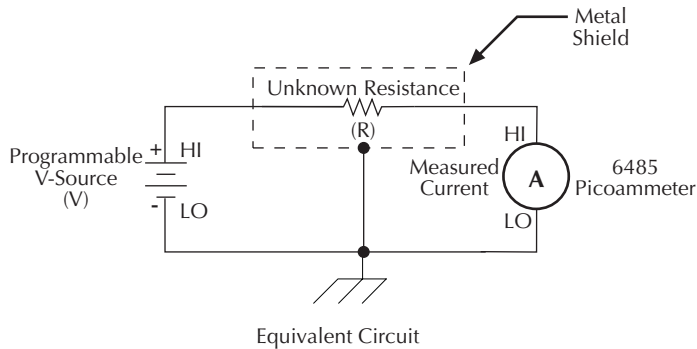 Metal
Shield
Unknown Resistance
(R)
+ HI
Programmable
V-Source
(V)
- LO
HI
Measured
Current
A
6485
Picoammeter
LO
Equivalent Circuit